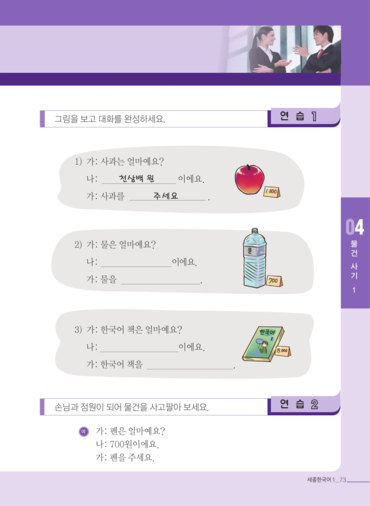 연 습 1
그림을 보고 대화를 완성하세요.
1) 가: 사과는 얼마예요?
나: 천삼백 원 이에요.
가: 사과를 주세요 .
1,300
2) 가: 물은 얼마예요?
나: 이에요.
가: 물을 .
물
700
3) 가: 한국어 책은 얼마예요?
나: 이에요.
가: 한국어 책을 .
한국어
04
물건 사기 1
손님과 점원이 되어 물건을 사고팔아 보세요.
연 습 2
가: 펜은 얼마예요?
나: 700원이에요.
가: 펜을 주세요.
세종한국어 1_ 73